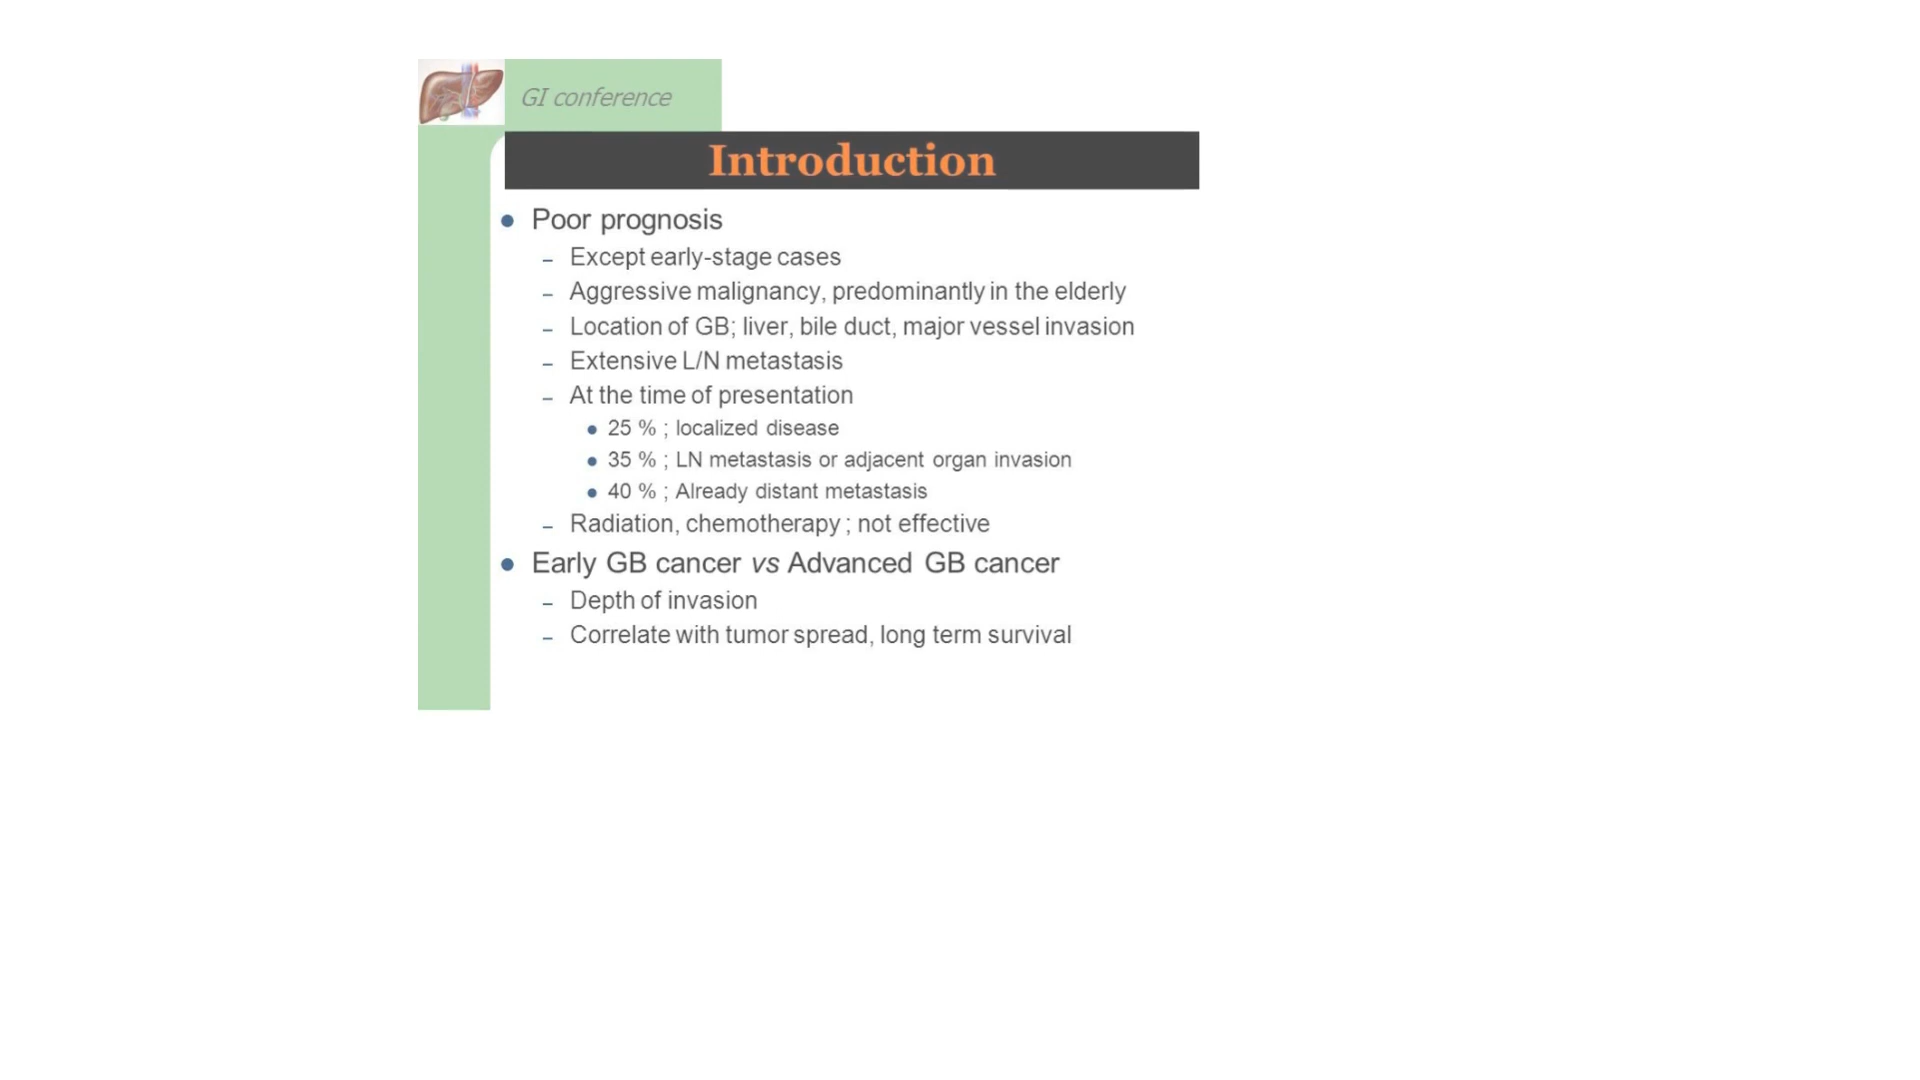 GI conference
Introduction
● Poor prognosis
– Except early-stage cases
– Aggressive malignancy, predominantly in the elderly
– Location of GB; liver, bile duct, major vessel invasion
– Extensive L/N metastasis
– At the time of presentation
● 25 % ; localized disease
● 35 % ; LN metastasis or adjacent organ invasion
● 40 % ; Already distant metastasis
– Radiation, chemotherapy ; not effective
● Early GB cancer vs Advanced GB cancer
– Depth of invasion
– Correlate with tumor spread, long term survival